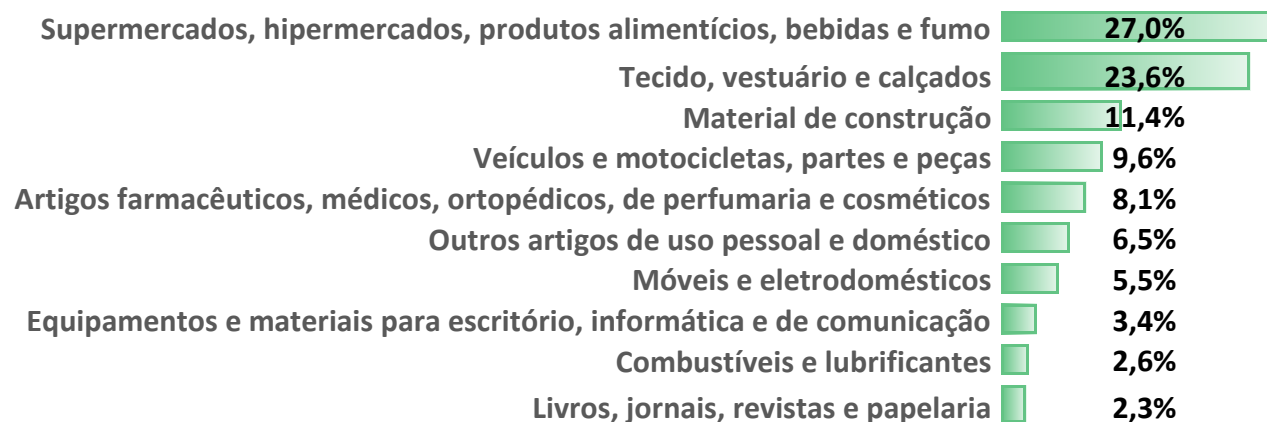 Supermercados, hipermercados, produtos alimentícios, bebidas e fumo 27,0%
Tecido, vestuário e calçados 23,6%
Material de construção 11,4%
Veículos e motocicletas, partes e peças 9,6%
Artigos farmacêuticos, médicos, ortopédicos, de perfumaria e cosméticos 8,1%
Outros artigos de uso pessoal e doméstico 6,5%
Móveis e eletrodomésticos 5,5%
Equipamentos e materiais para escritório, informática e de comunicação 3,4%
Combustíveis e lubrificantes 2,6%
Livros, jornais, revistas e papelaria 2,3%